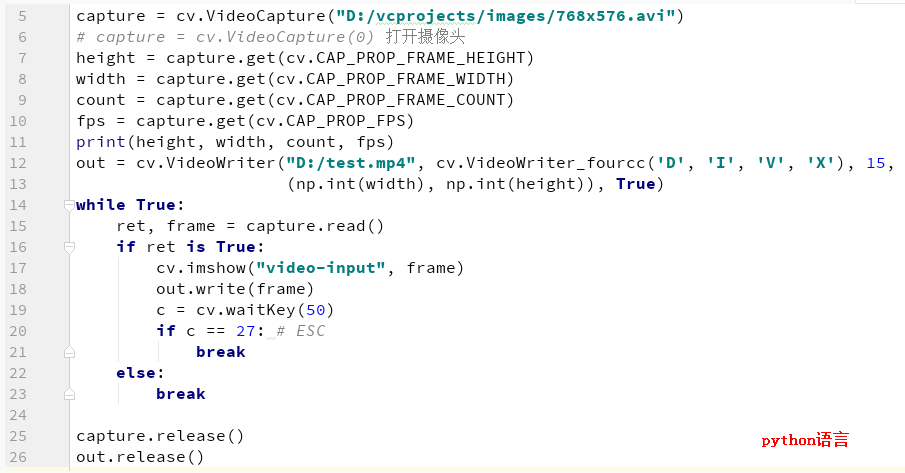 5 capture = cv.VideoCapture("D:/vcprojects/images/768x576.avi")
6 # capture = cv.VideoCapture(0) 打开摄像头
7 height = capture.get(cv.CAP_PROP_FRAME_HEIGHT)
8 width = capture.get(cv.CAP_PROP_FRAME_WIDTH)
9 count = capture.get(cv.CAP_PROP_FRAME_COUNT)
10 fps = capture.get(cv.CAP_PROP_FPS)
11 print(height, width, count, fps)
12 out = cv.VideoWriter("D:/test.mp4", cv.VideoWriter_fourcc('D', 'I', 'V', 'X'), 15,
13                      (np.int(width), np.int(height)), True)
14 while True:
15     ret, frame = capture.read()
16     if ret is True:
17         cv.imshow("video-input", frame)
18         out.write(frame)
19         c = cv.waitKey(50)
20         if c == 27: # ESC
21             break
22     else:
23         break
24
25 capture.release()
python语言
26 out.release()